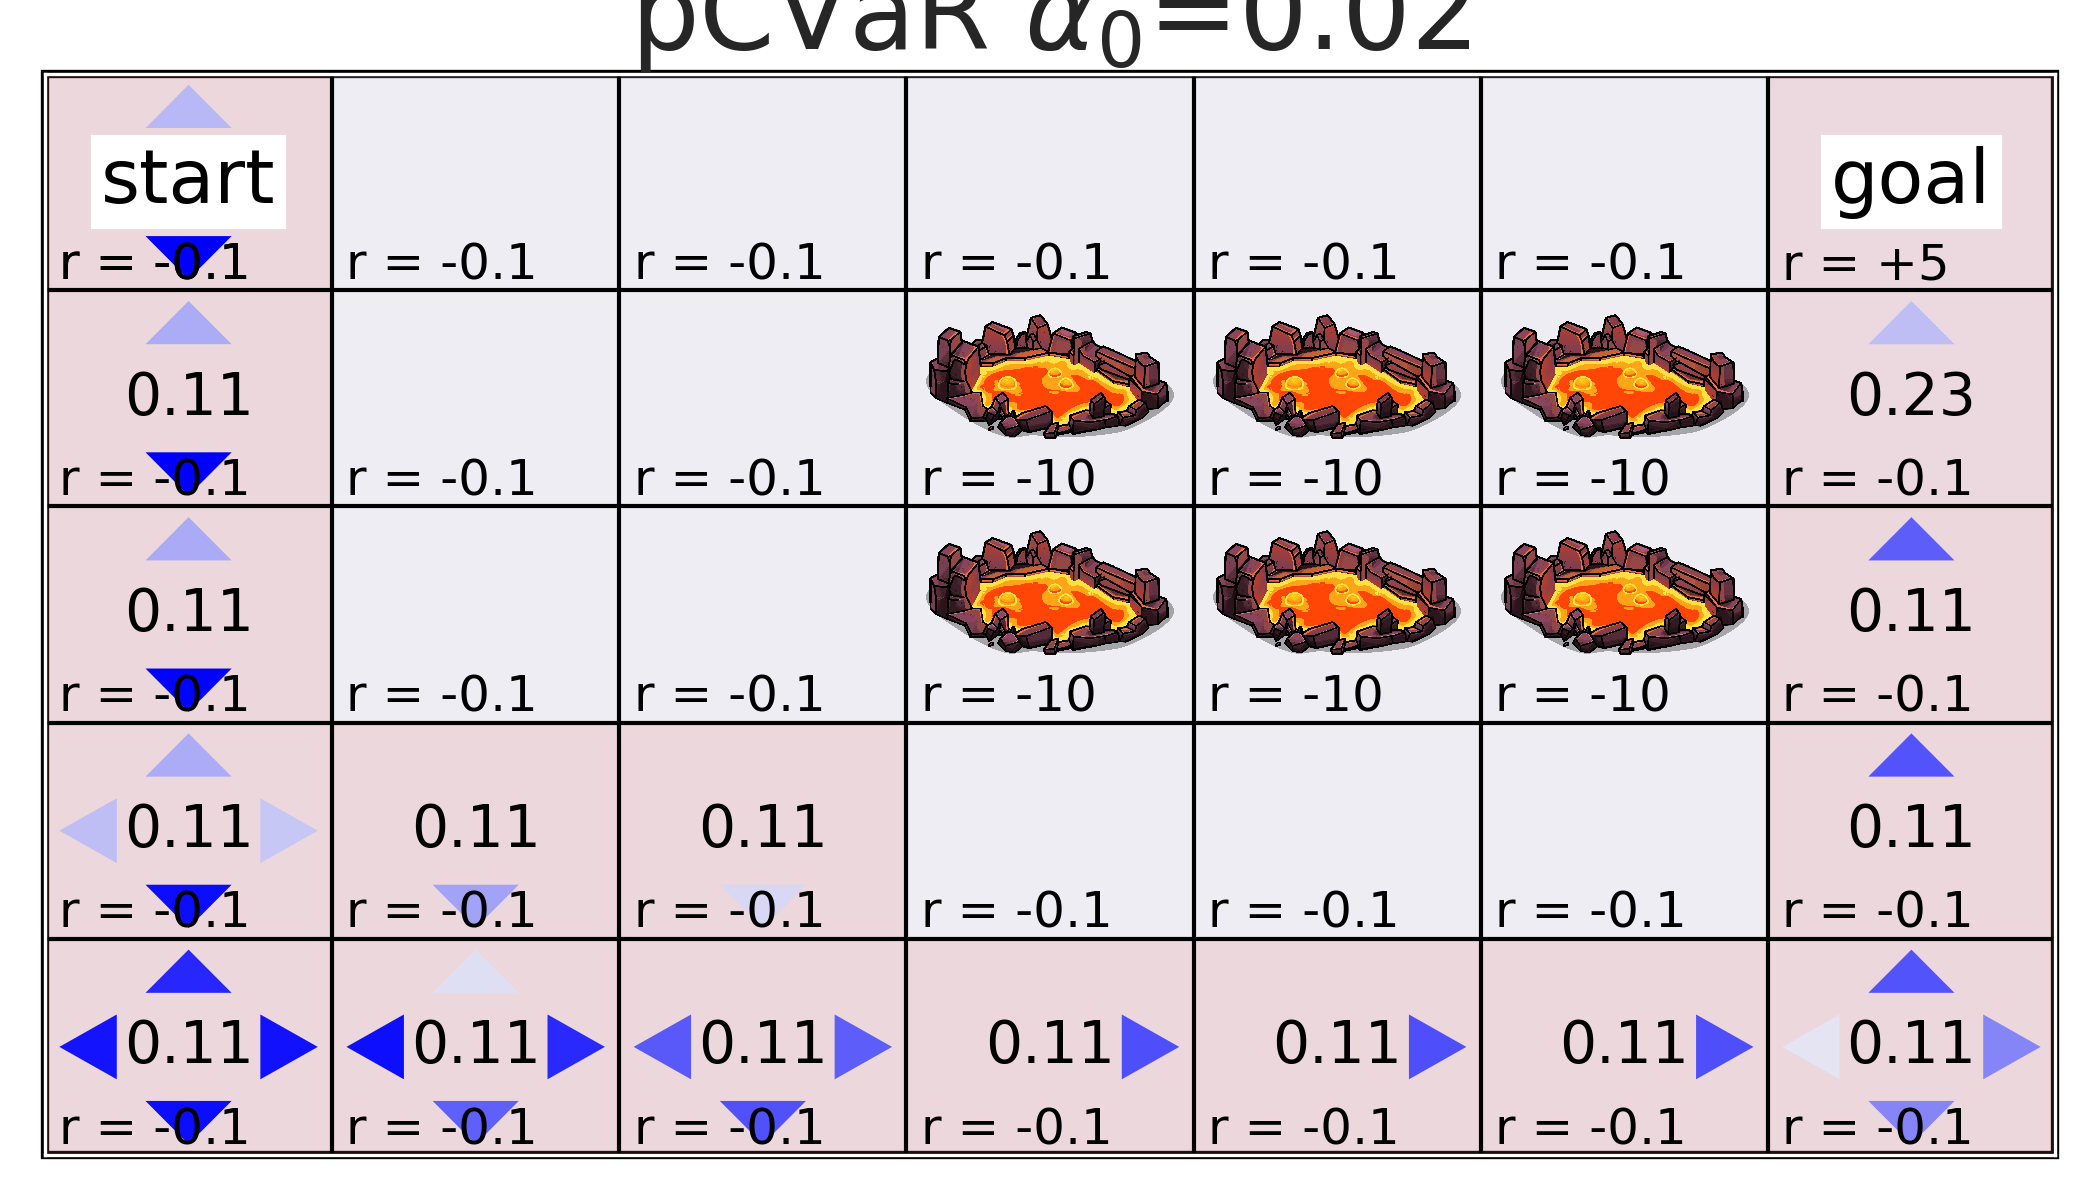 pCVaR α₀=0.02
start
goal
r = -0.1 r = -0.1 r = -0.1 r = -0.1 r = -0.1 r = -0.1 r = +5
0.11 0.23
r = -0.1 r = -0.1 r = -0.1 r = -10 r = -10 r = -10 r = -0.1
0.11 0.11
r = -0.1 r = -0.1 r = -0.1 r = -10 r = -10 r = -10 r = -0.1
0.11 0.11 0.11 0.11
r = -0.1 r = -0.1 r = -0.1 r = -0.1 r = -0.1 r = -0.1 r = -0.1
0.11 0.11 0.11 0.11 0.11 0.11 0.11
r = -0.1 r = -0.1 r = -0.1 r = -0.1 r = -0.1 r = -0.1 r = -0.1